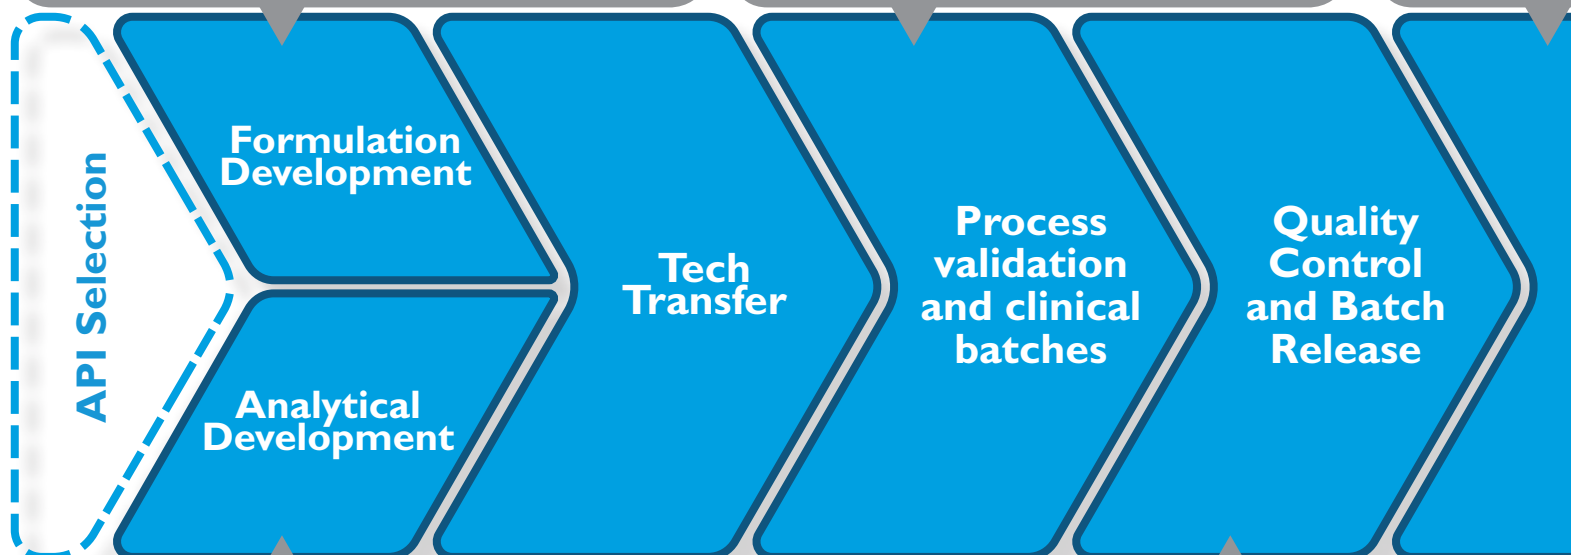 API Selection
Formulation
Development
Analytical
Development
Tech
Transfer
Process
validation
and clinical
batches
Quality
Control
and Batch
Release